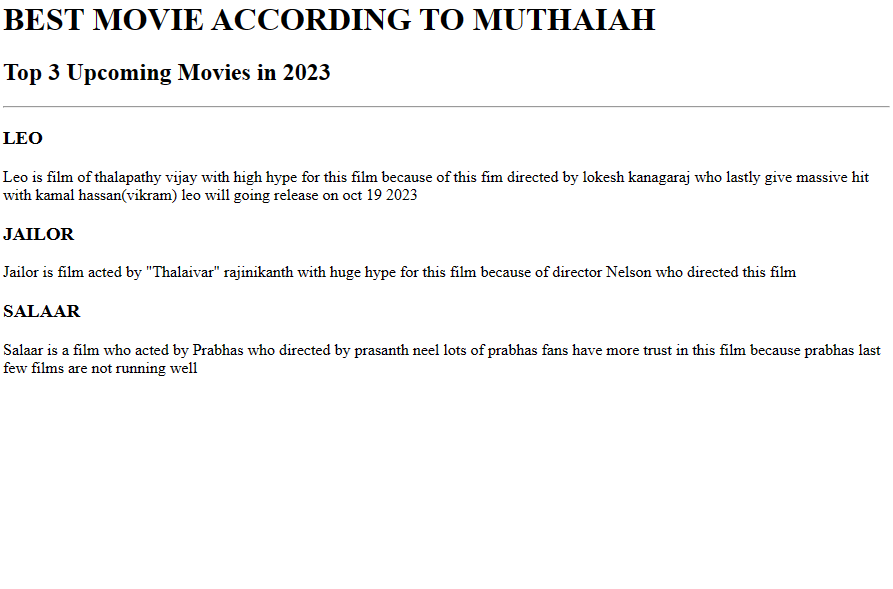 BEST MOVIE ACCORDING TO MUTHAIAH
Top 3 Upcoming Movies in 2023
LEO
Leo is film of thalapathy vijay with high hype for this film because of this fim directed by lokesh kanagaraj who lastly give massive hit
with kamal hassan(vikram) leo will going release on oct 19 2023
JAILOR
Jailor is film acted by "Thalaivar" rajinikanth with huge hype for this film because of director Nelson who directed this film
SALAAR
Salaar is a film who acted by Prabhas who directed by prasanth neel lots of prabhas fans have more trust in this film because prabhas last
few films are not running well